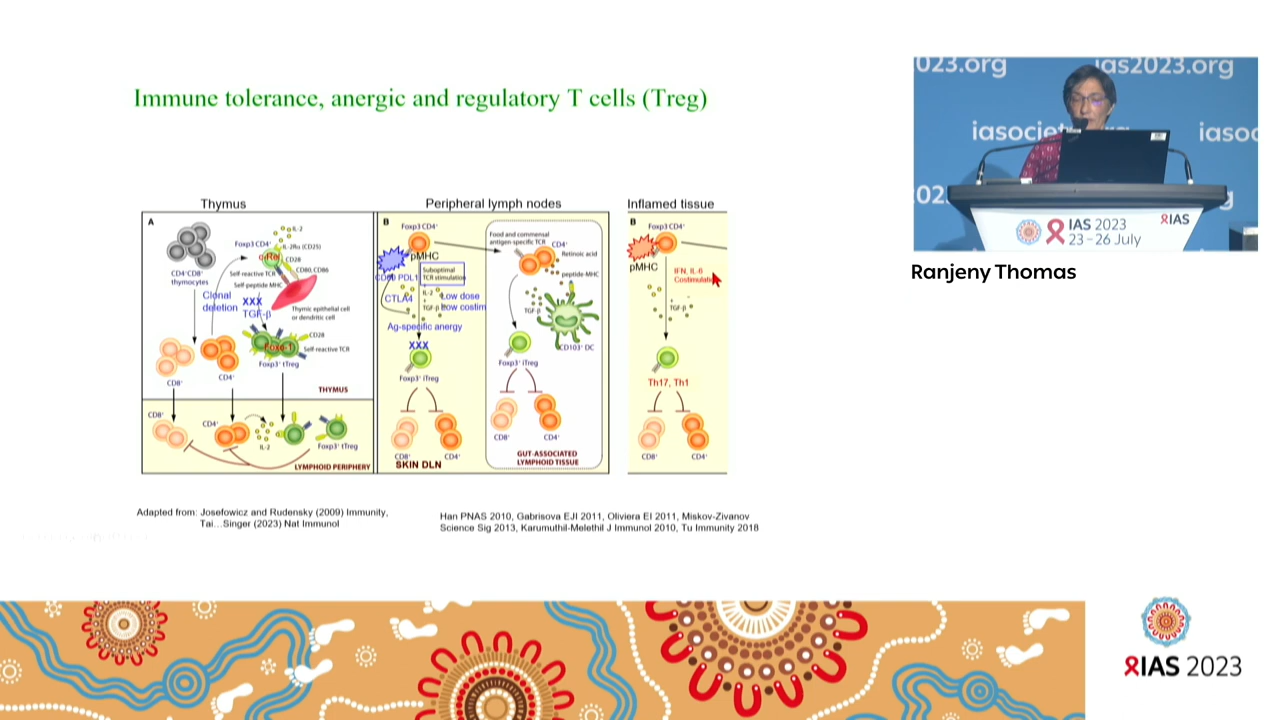 Immune tolerance, anergic and regulatory T cells (Treg)
Thymus
Peripheral lymph nodes
Inflamed tissue
A
IL-2
Foxp3⁻CD4⁺
IL-2Rα (CD25)
CD28
CD80, CD86
Self-reactive TCR
Self-peptide MHC
CD4⁺CD8⁺
thymocytes
Clonal
deletion
XXX
TGF-β
Thymic epithelial cell
or dendritic cell
CD28
Self-reactive TCR
Foxp3⁺ tTreg
CD8⁺
CD4⁺
THYMUS
CD8⁺
CD4⁺
IL-2
Foxp3⁺ tTreg
LYMPHOID PERIPHERY
B
Foxp3⁻CD4⁺
pMHC
PDL1
Suboptimal
TCR stimulation
CTLA4
IL-2
Low dose
TGF-β
Low costim
Ag-specific anergy
XXX
Foxp3⁺ iTreg
CD8⁺
CD4⁺
SKIN DLN
Food and commensal
antigen-specific TCR
CD4⁺
Retinoic acid
peptide-MHC
TGF-β
CD103⁺ DC
Foxp3⁺ iTreg
CD8⁺
CD4⁺
GUT-ASSOCIATED
LYMPHOID TISSUE
B
Foxp3⁻CD4⁺
pMHC
IFN, IL-6
TGF-β
Th17, Th1
CD8⁺
CD4⁺
Adapted from: Josefowicz and Rudensky (2009) Immunity,
Tai…Singer (2023) Nat Immunol
Han PNAS 2010, Gabrisova EJI 2011, Oliviera EI 2011, Miskov-Zivanov
Science Sig 2013, Karumuthil-Melethil J Immunol 2010, Tu Immunity 2018
023.org
ias2023.org
iasociet
iasoc
02
IAS 2023
23–26 July
IAS
Ranjeny Thomas
IAS 2023